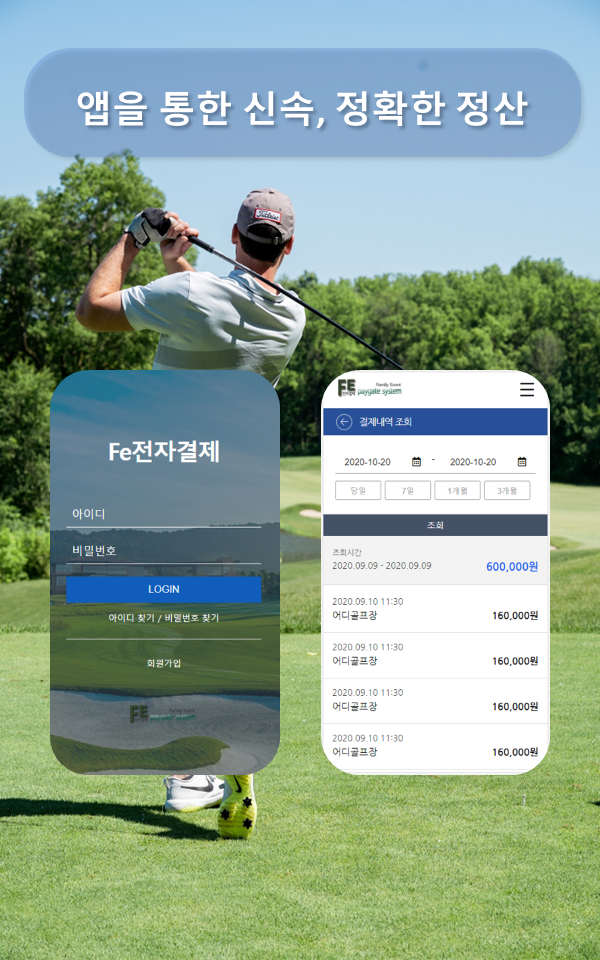 앱을 통한 신속, 정확한 정산
Titleist
Fe전자결제
아이디
비밀번호
LOGIN
아이디 찾기 / 비밀번호 찾기
회원가입
FE
전자결제
Family Guard
paygate system
결제내역 조회
2020-10-20 - 2020-10-20
당일 7일 1개월 3개월
조회
조회시간
2020.09.09 - 2020.09.09 600,000원
2020.09.10 11:30
어디골프장 160,000원
2020.09.10 11:30
어디골프장 160,000원
2020.09.10 11:30
어디골프장 160,000원
2020.09.10 11:30
어디골프장 160,000원